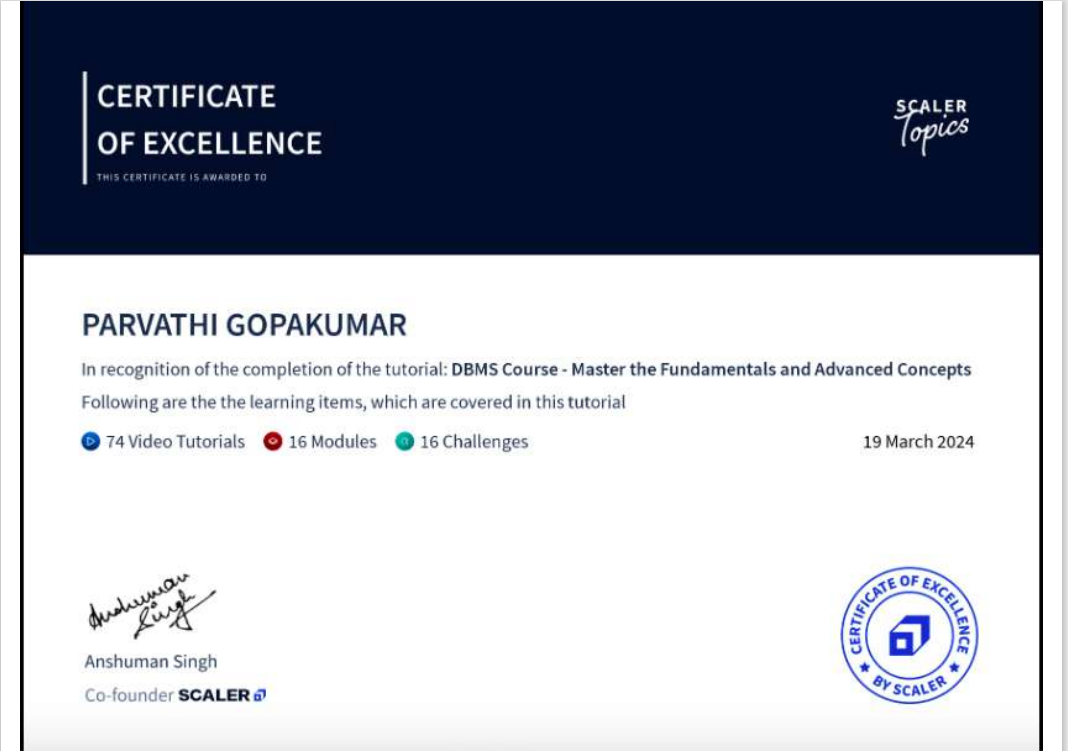 CERTIFICATE
OF EXCELLENCE
THIS CERTIFICATE IS AWARDED TO
SCALER
Topics
PARVATHI GOPAKUMAR
In recognition of the completion of the tutorial: DBMS Course - Master the Fundamentals and Advanced Concepts
Following are the the learning items, which are covered in this tutorial
74 Video Tutorials 16 Modules 16 Challenges
19 March 2024
Anshuman
Singh
Anshuman Singh
Co-founder SCALER
CERTIFICATE OF EXCELLENCE
BY SCALER